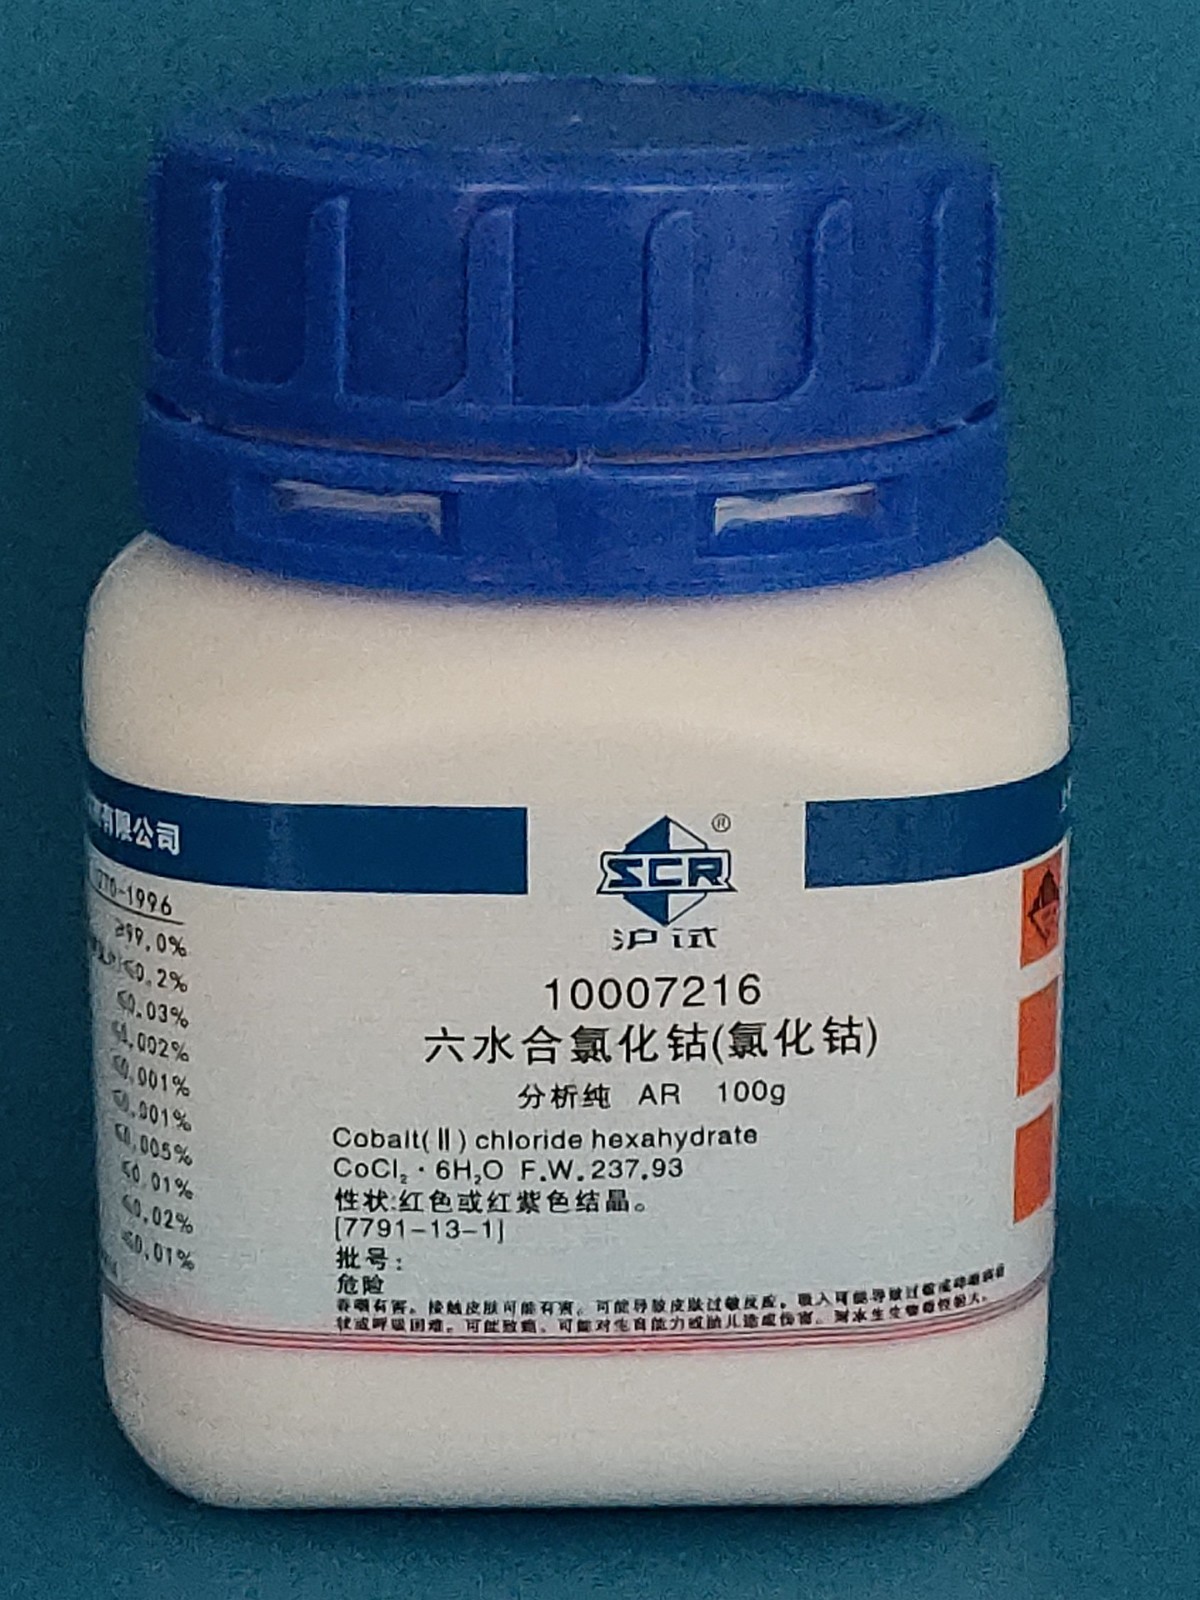 有限公司
270-1996
≥99.0%
≤0.2%
≤0.03%
≤0.002%
≤0.001%
≤0.001%
≤0.005%
≤0.01%
≤0.02%
≤0.01%
®
SCR
沪试
10007216
六水合氯化钴(氯化钴)
分析纯 AR 100g
Cobalt(Ⅱ) chloride hexahydrate
CoCl₂·6H₂O F.W.237.93
性状:红色或红紫色结晶。
[7791-13-1]
批号:
危险
吞咽有害。接触皮肤可能有害。可能导致皮肤过敏反应。吸入可能导致过敏或哮喘病症
状或呼吸困难。可能致癌。可能对生育能力或胎儿造成伤害。对水生生物毒性极大。